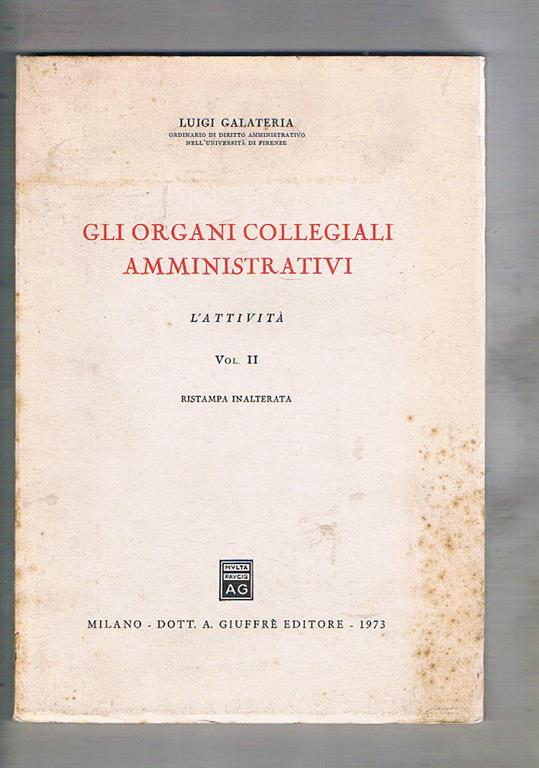 LUIGI GALATERIA
ORDINARIO DI DIRITTO AMMINISTRATIVO
NELL'UNIVERSITÀ DI FIRENZE
GLI ORGANI COLLEGIALI
AMMINISTRATIVI
L'ATTIVITÀ
VOL. II
RISTAMPA INALTERATA
MVLTA
PAVCIS
AG
MILANO - DOTT. A. GIUFFRÈ EDITORE - 1973